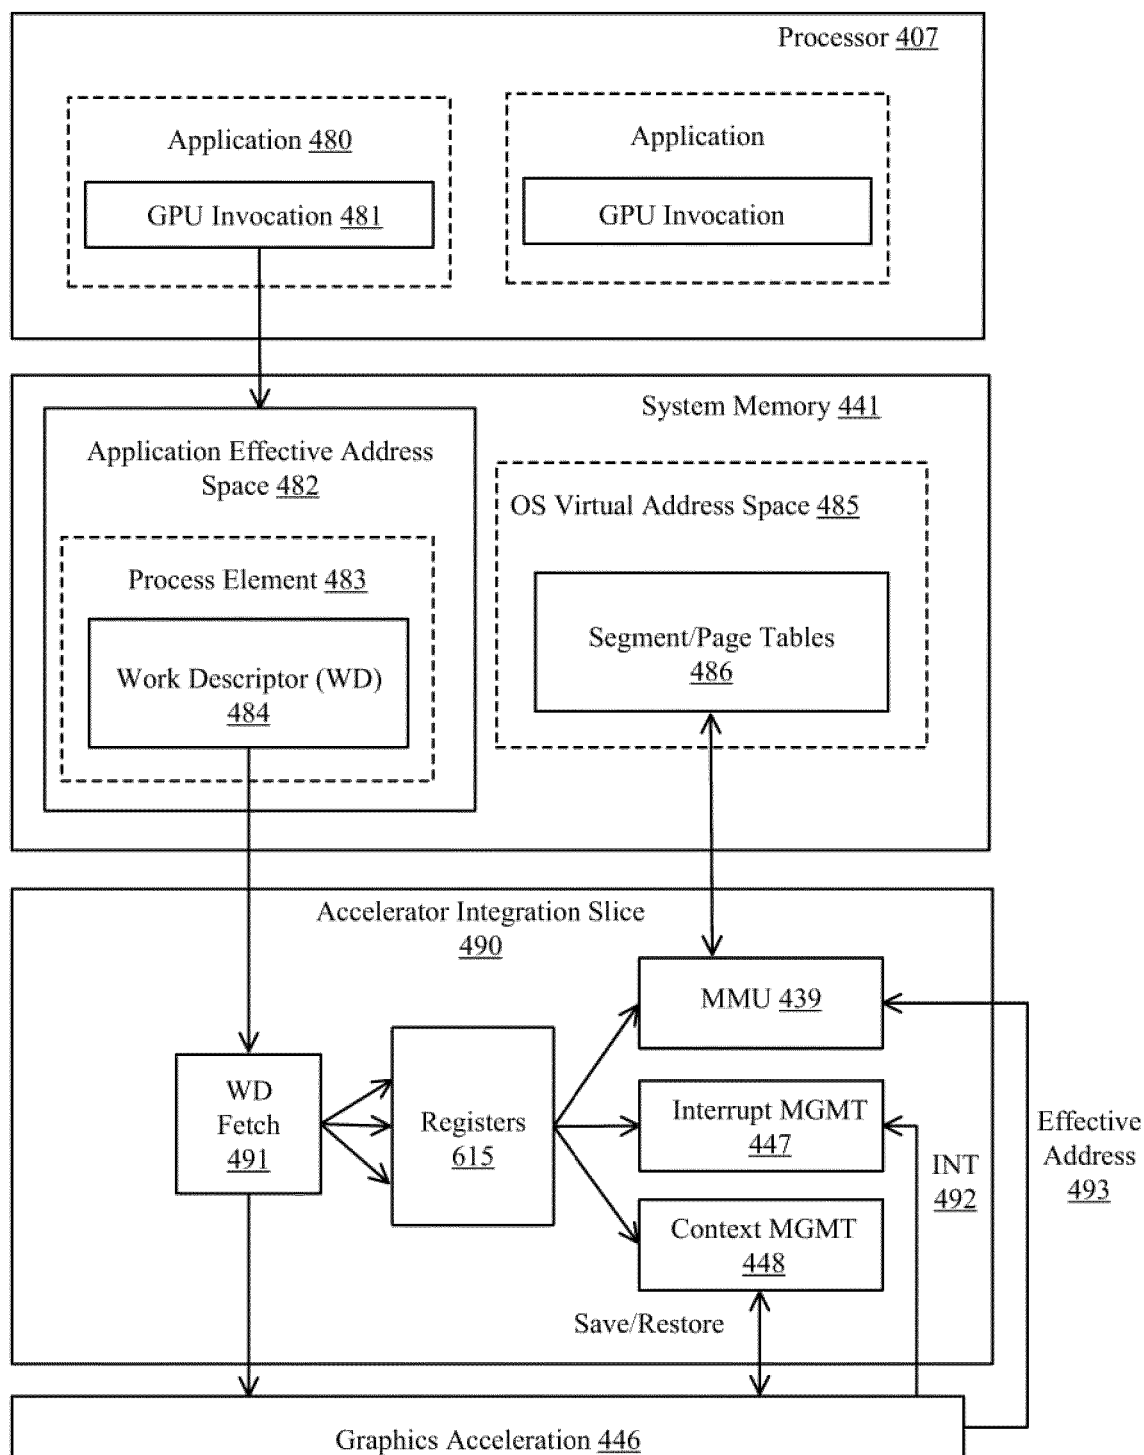 Processor 407
Application 480
Application
GPU Invocation 481
GPU Invocation
System Memory 441
Application Effective Address
Space 482
OS Virtual Address Space 485
Process Element 483
Segment/Page Tables
486
Work Descriptor (WD)
484
Accelerator Integration Slice
490
MMU 439
WD
Fetch
491
Registers
615
Interrupt MGMT
447
Effective
Address
493
INT
492
Context MGMT
448
Save/Restore
Graphics Acceleration 446